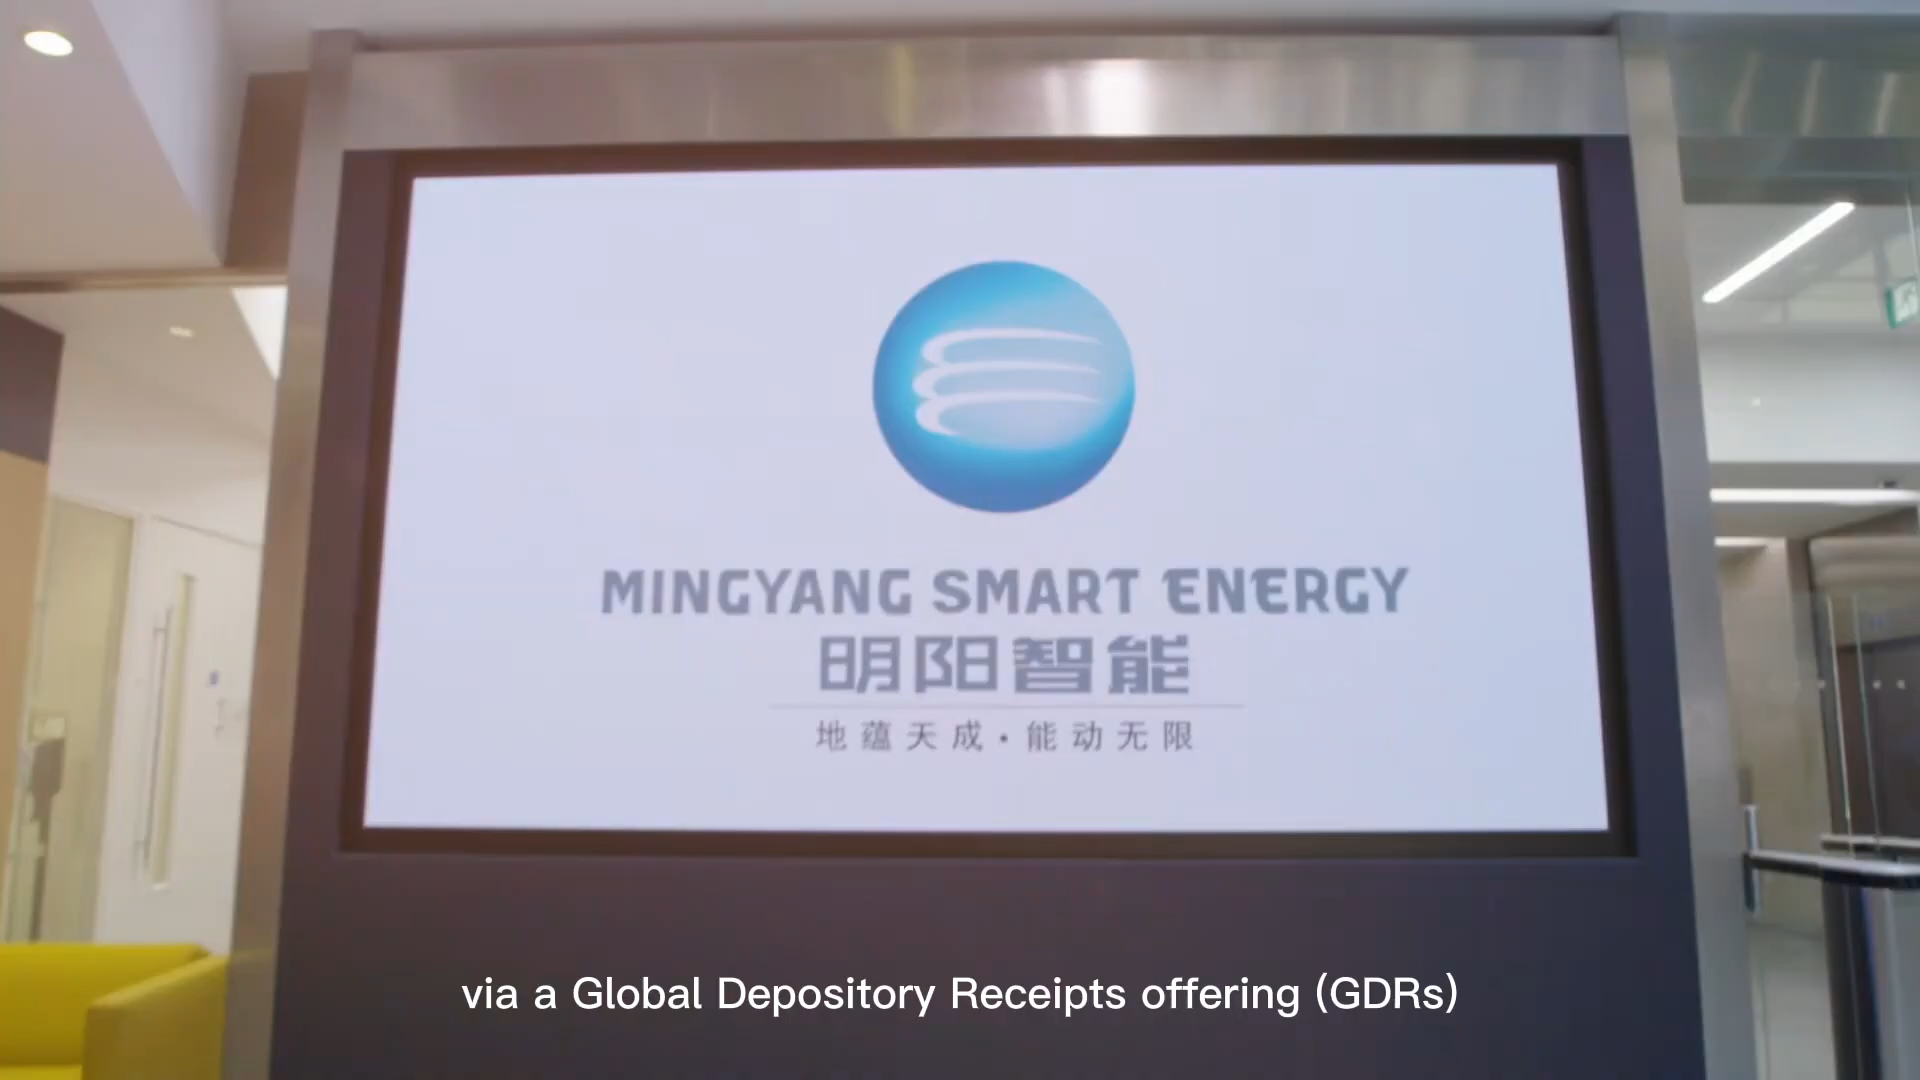 MINGYANG SMART ENERGY
明阳智能
地蕴天成·能动无限
via a Global Depository Receipts offering (GDRs)